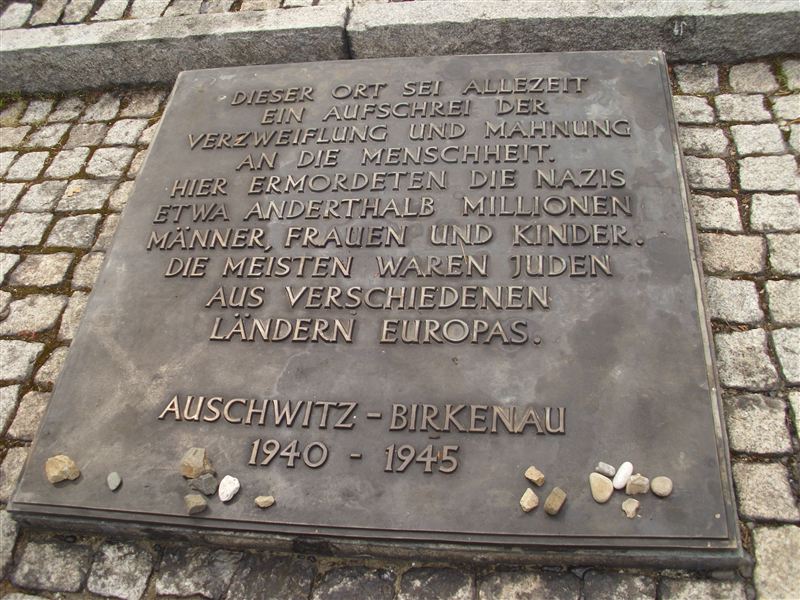 DIESER ORT SEI ALLEZEIT
EIN AUFSCHREI DER
VERZWEIFLUNG UND MAHNUNG
AN DIE MENSCHHEIT.
HIER ERMORDETEN DIE NAZIS
ETWA ANDERTHALB MILLIONEN
MÄNNER, FRAUEN UND KINDER.
DIE MEISTEN WAREN JUDEN
AUS VERSCHIEDENEN
LÄNDERN EUROPAS.
AUSCHWITZ - BIRKENAU
1940 - 1945